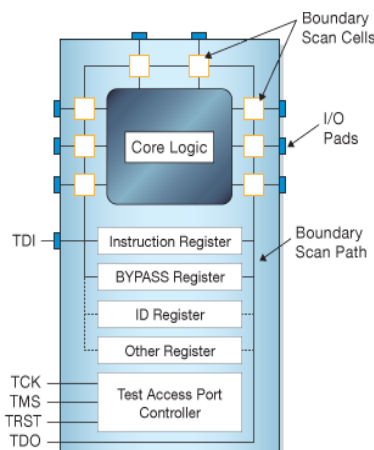 Boundary
Scan Cells
I/O
Pads
Core Logic
TDI
Instruction Register
Boundary
Scan Path
BYPASS Register
ID Register
Other Register
TCK
TMS
TRST
TDO
Test Access Port
Controller